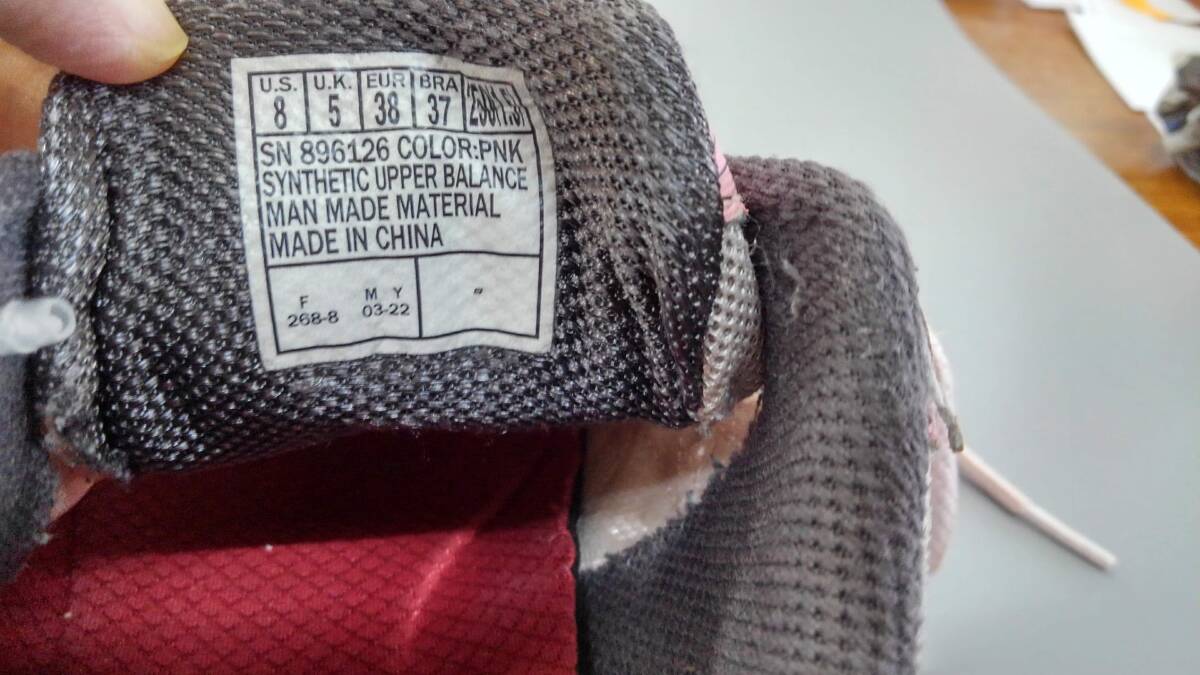 U.S. U.K. EUR BRA
8 5 38 37
SN 896126 COLOR:PNK
SYNTHETIC UPPER BALANCE
MAN MADE MATERIAL
MADE IN CHINA
F M Y
268-8 03-22